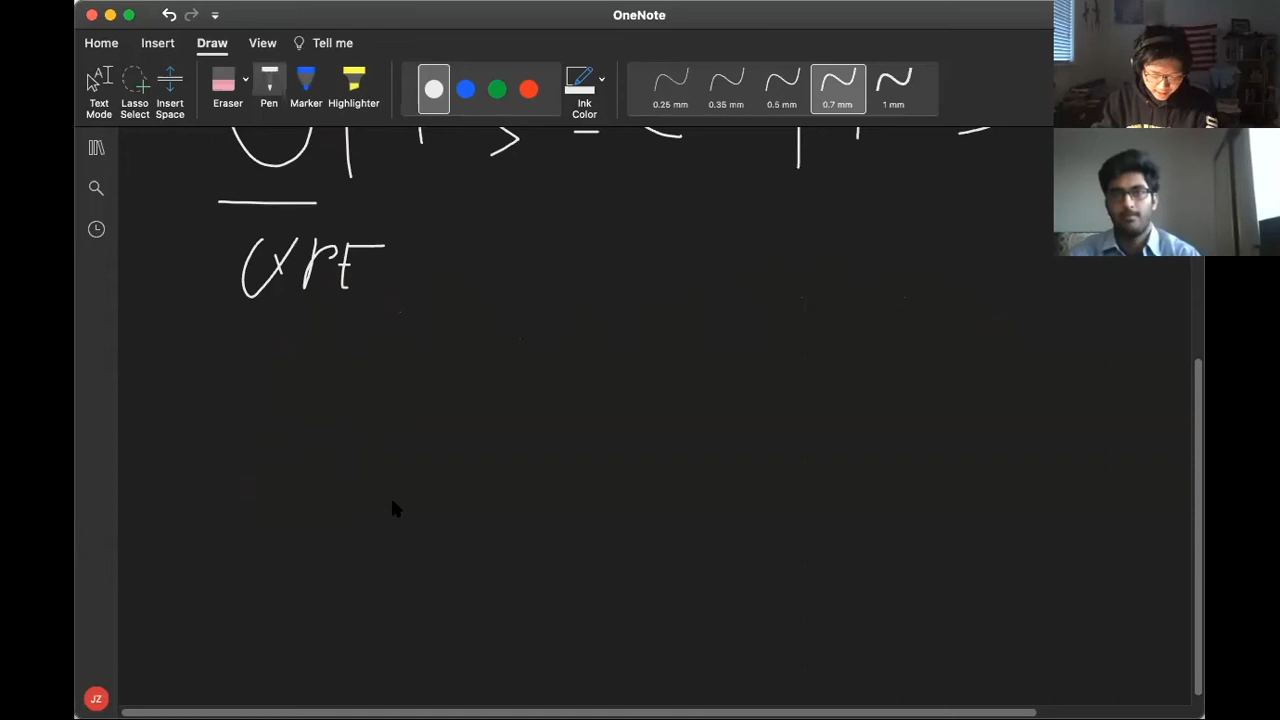 OneNote
Home Insert Draw View Tell me
Text Mode
Lasso Select
Insert Space
Eraser
Pen
Marker
Highlighter
Ink Color
0.25 mm
0.35 mm
0.5 mm
0.7 mm
1 mm
JZ